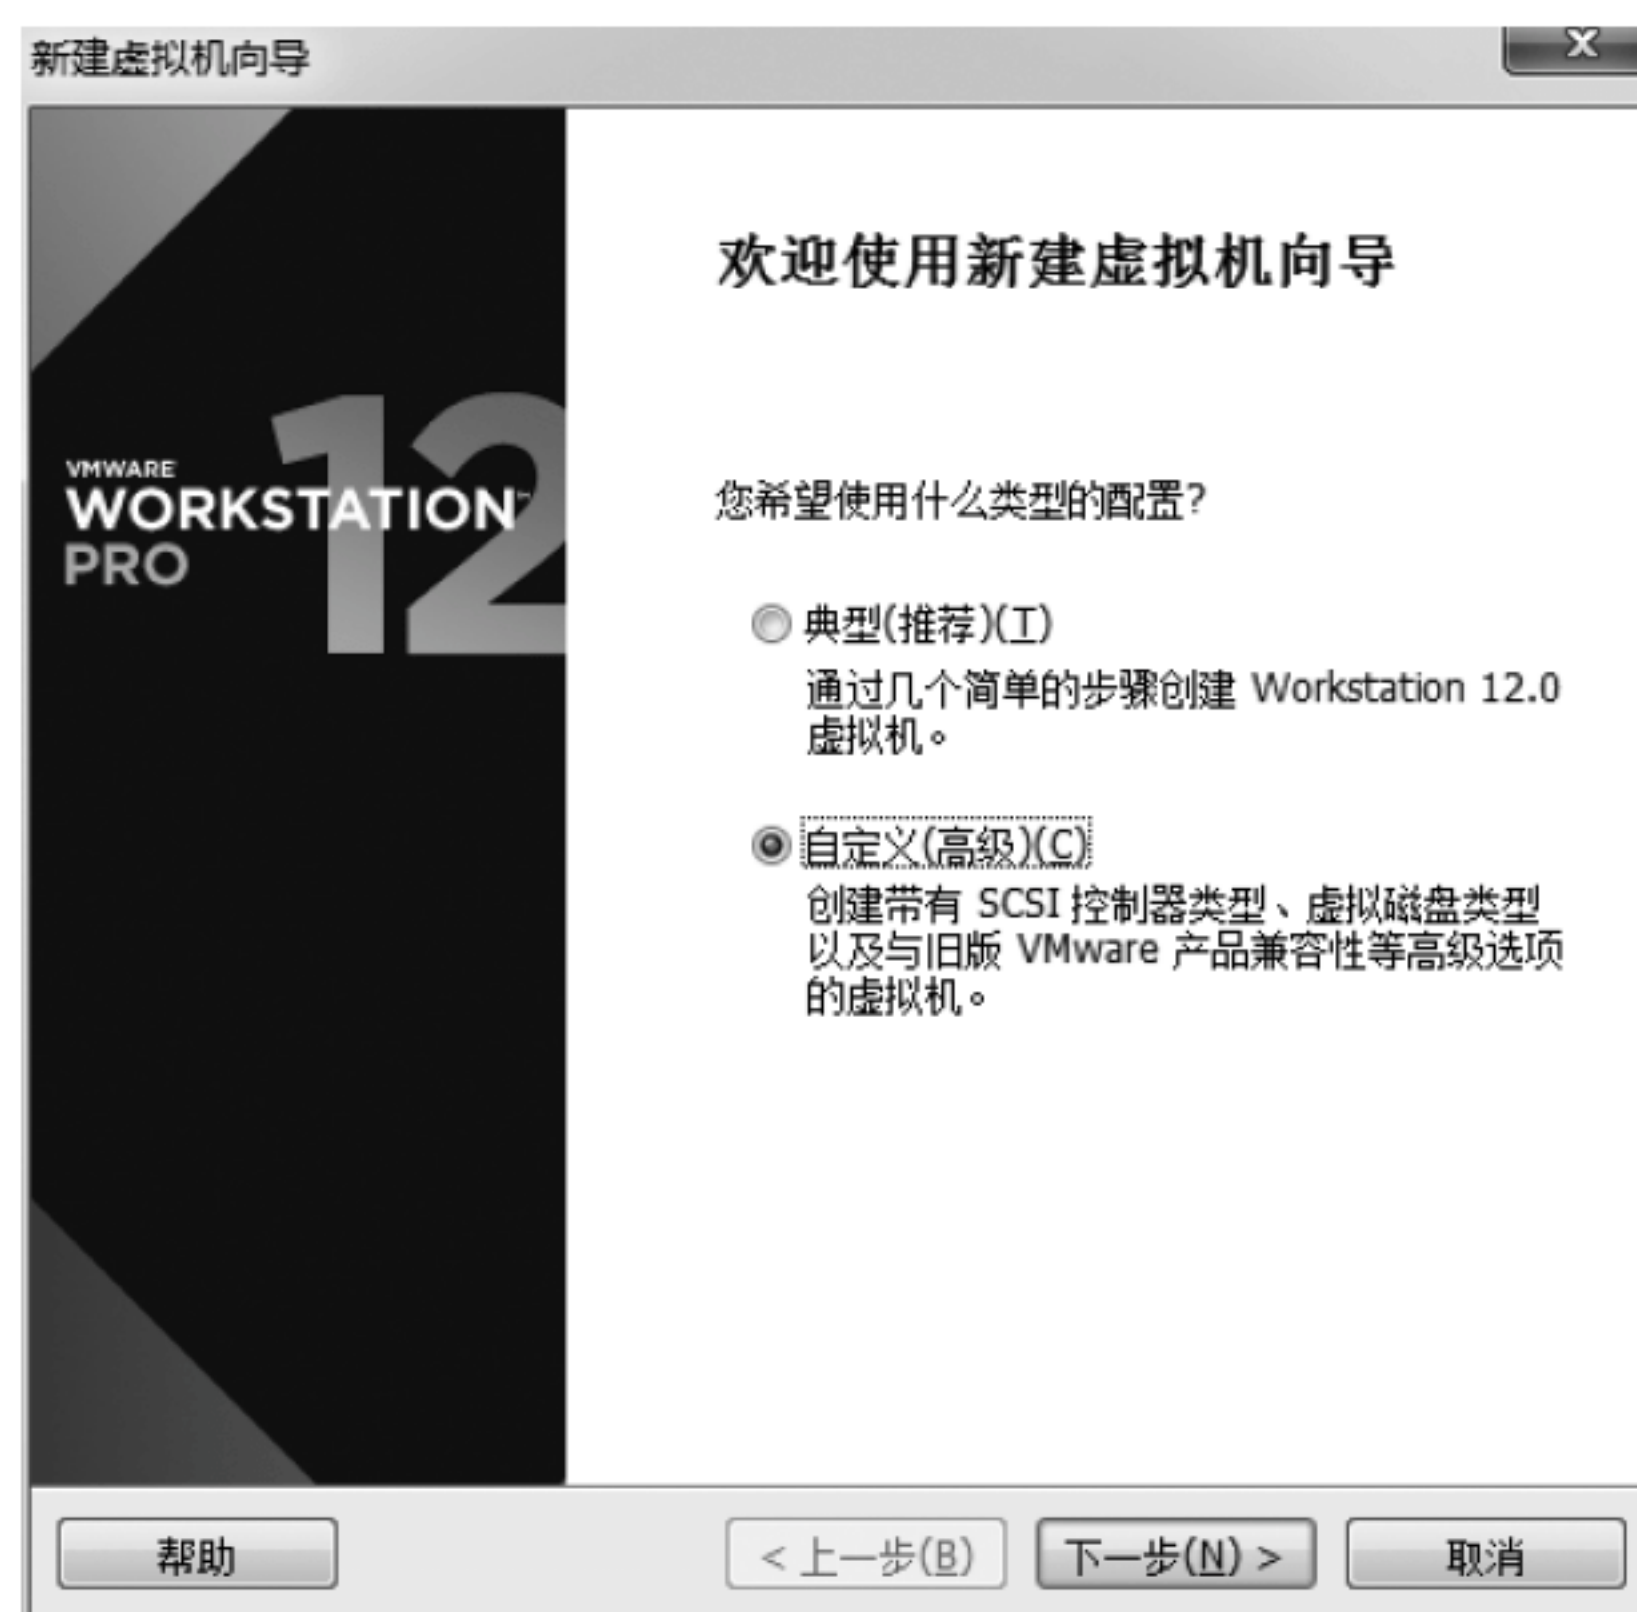 新建虚拟机向导
欢迎使用新建虚拟机向导
12
VMWARE
WORKSTATION™
PRO
您希望使用什么类型的配置?
典型(推荐)(T)
通过几个简单的步骤创建 Workstation 12.0
虚拟机。
自定义(高级)(C)
创建带有 SCSI 控制器类型、虚拟磁盘类型
以及与旧版 VMware 产品兼容性等高级选项
的虚拟机。
帮助
< 上一步(B)
下一步(N) >
取消